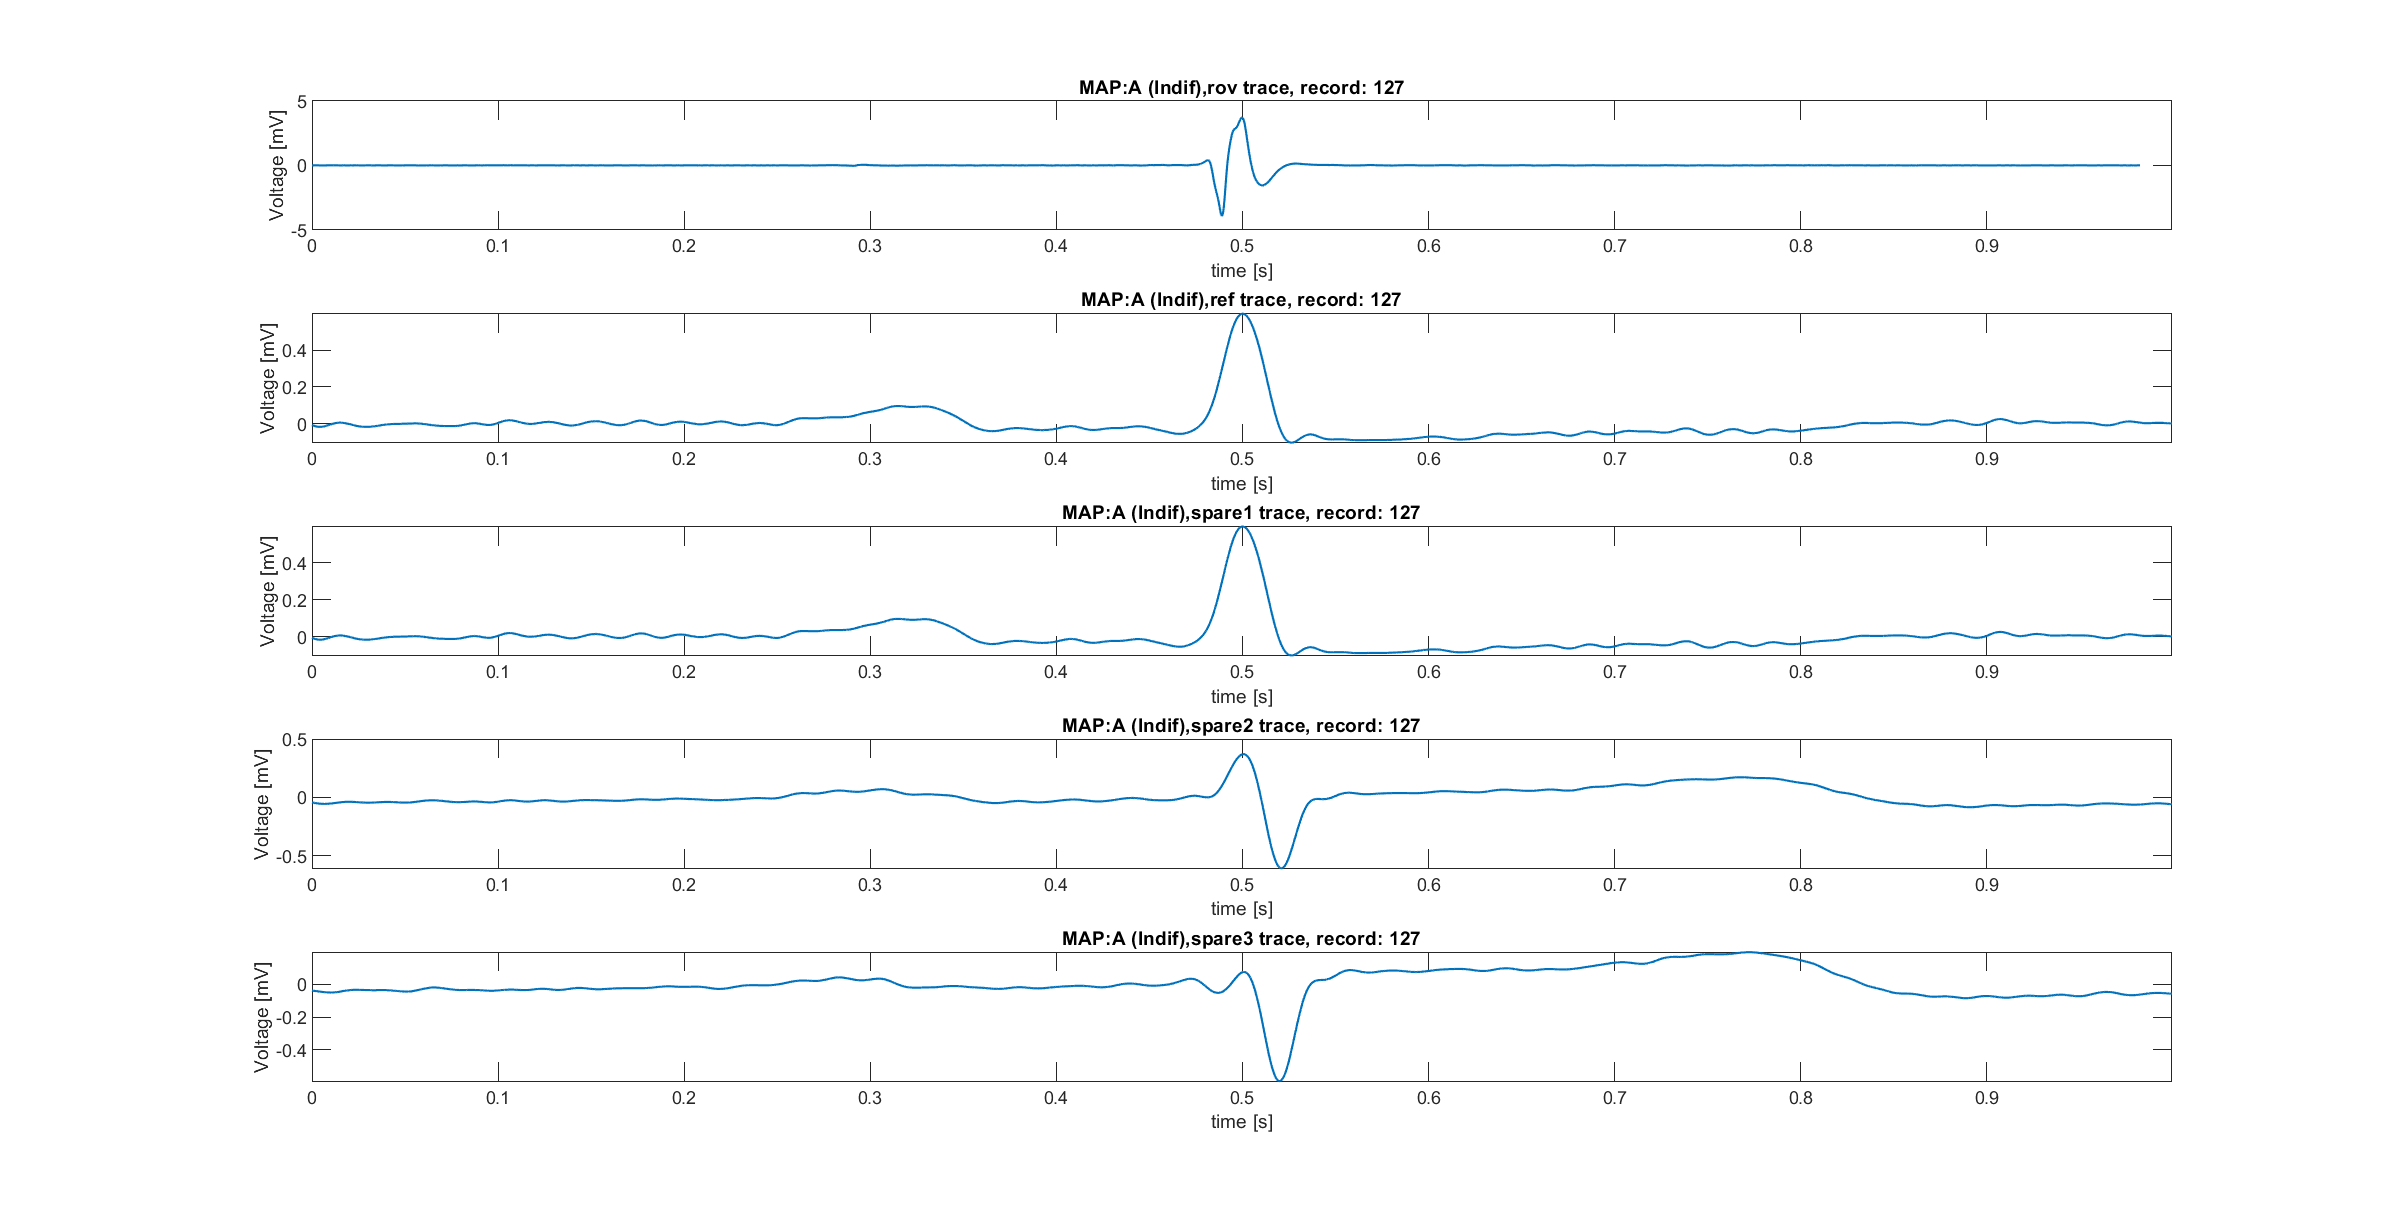 MAP:A (Indif),rov trace, record: 127
Voltage [mV]
5
0
-5
0 0.1 0.2 0.3 0.4 0.5 0.6 0.7 0.8 0.9
time [s]
MAP:A (Indif),ref trace, record: 127
Voltage [mV]
0.4
0.2
0
0 0.1 0.2 0.3 0.4 0.5 0.6 0.7 0.8 0.9
time [s]
MAP:A (Indif),spare1 trace, record: 127
Voltage [mV]
0.4
0.2
0
0 0.1 0.2 0.3 0.4 0.5 0.6 0.7 0.8 0.9
time [s]
MAP:A (Indif),spare2 trace, record: 127
Voltage [mV]
0.5
0
-0.5
0 0.1 0.2 0.3 0.4 0.5 0.6 0.7 0.8 0.9
time [s]
MAP:A (Indif),spare3 trace, record: 127
Voltage [mV]
0
-0.2
-0.4
0 0.1 0.2 0.3 0.4 0.5 0.6 0.7 0.8 0.9
time [s]